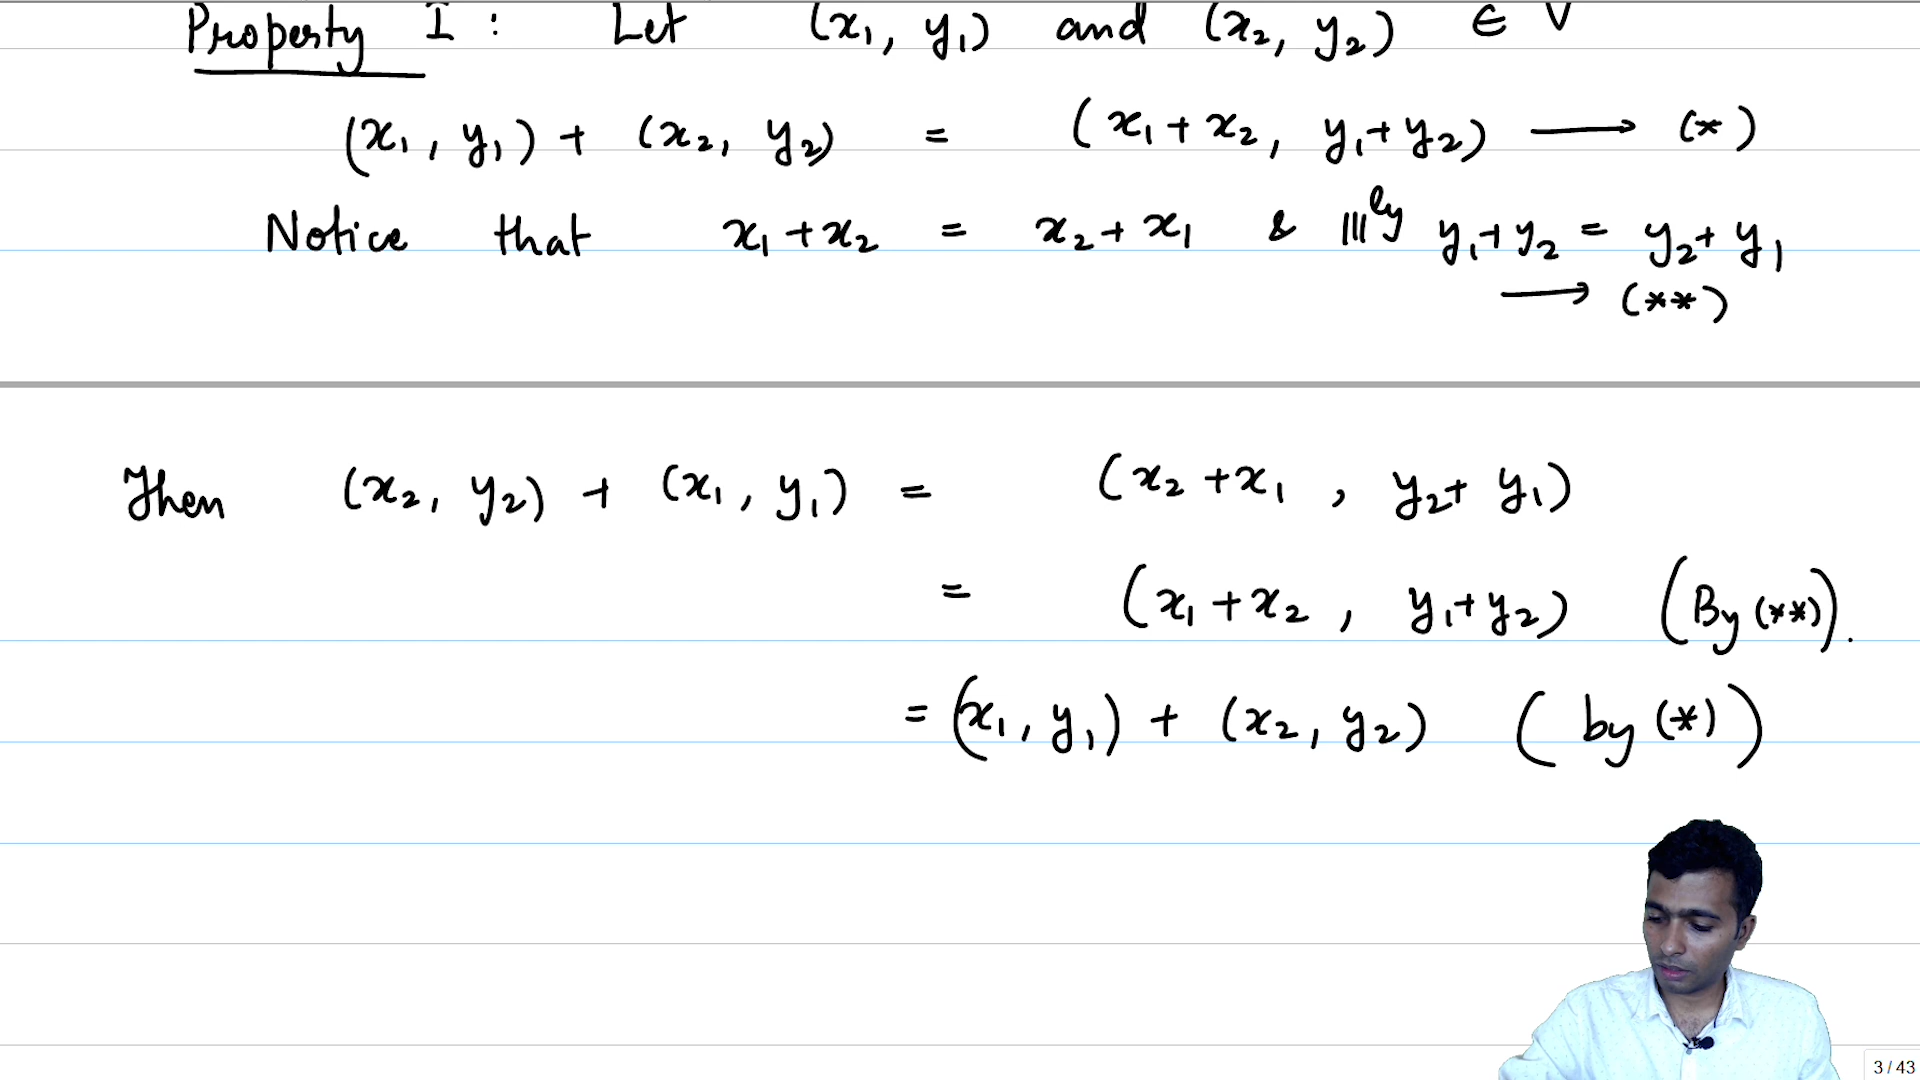 Property I : Let (x₁, y₁) and (x₂, y₂) ∈ V
(x₁, y₁) + (x₂, y₂) = (x₁ + x₂, y₁ + y₂) ⟶ (*)
Notice that x₁ + x₂ = x₂ + x₁ & |||ly y₁ + y₂ = y₂ + y₁
⟶ (**)
Then (x₂, y₂) + (x₁, y₁) = (x₂ + x₁, y₂ + y₁)
= (x₁ + x₂, y₁ + y₂) (By (**)).
= (x₁, y₁) + (x₂, y₂) (by (*))
3 / 43